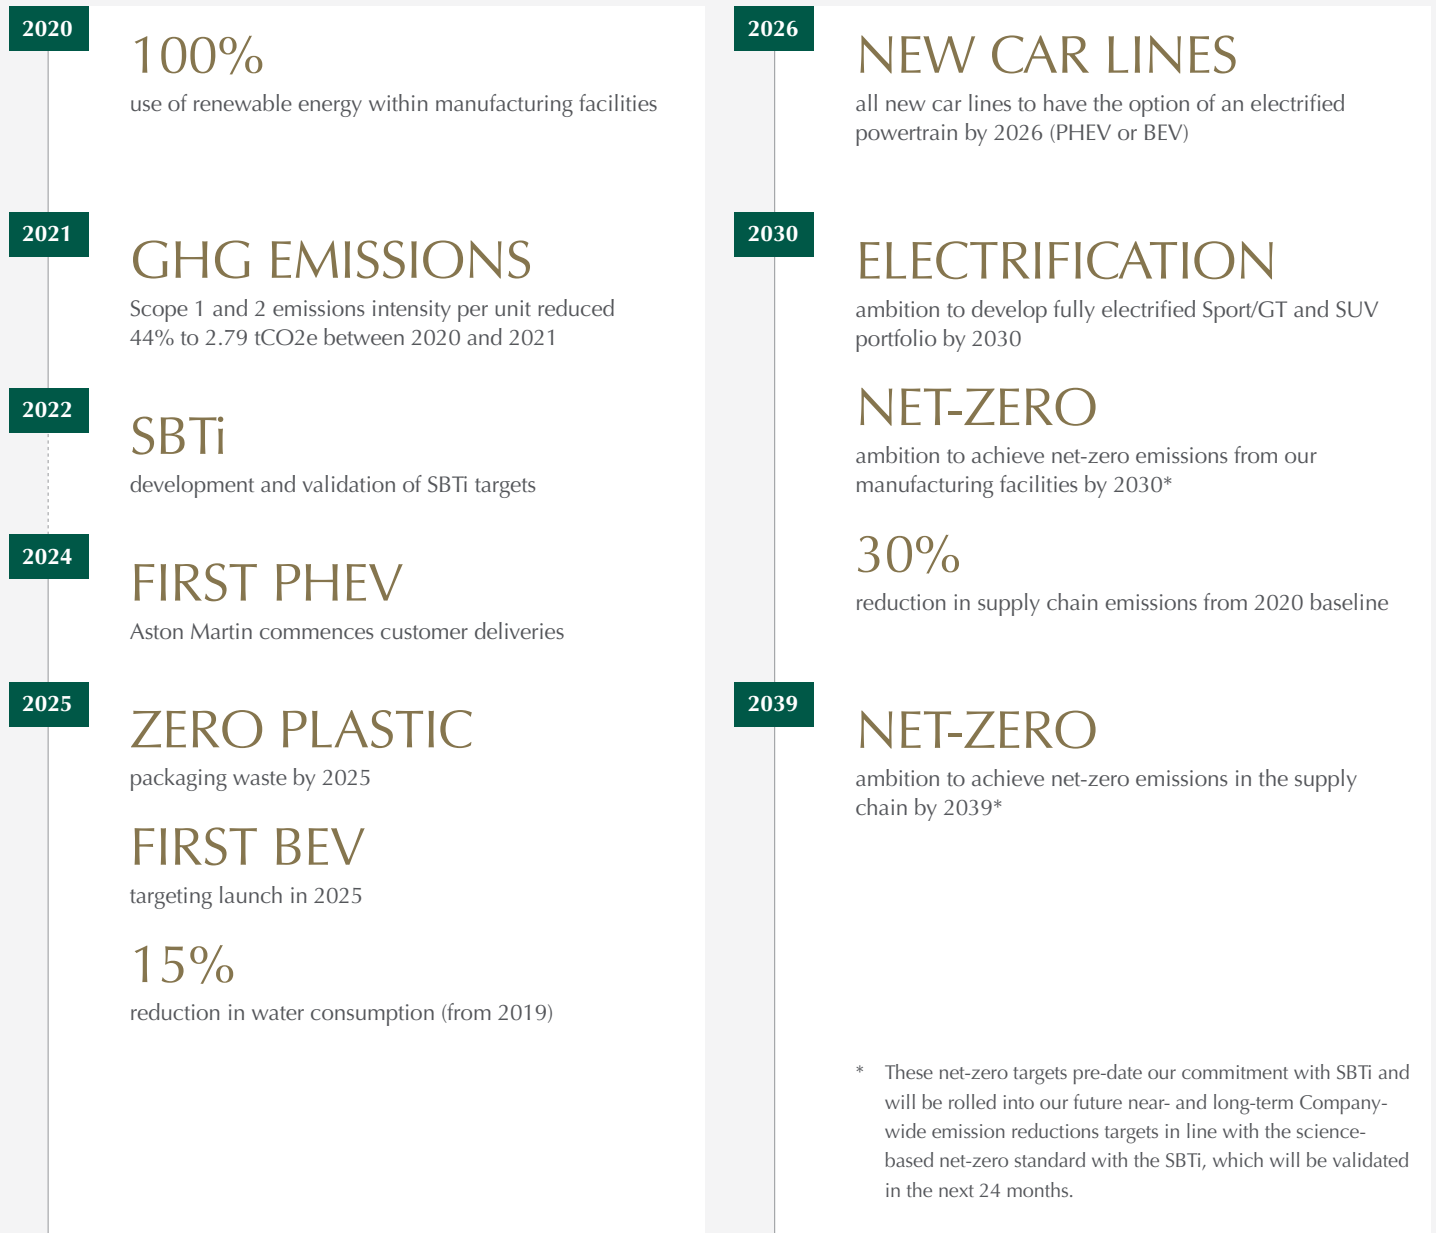 2020
100%
use of renewable energy within manufacturing facilities
2021
GHG EMISSIONS
Scope 1 and 2 emissions intensity per unit reduced
44% to 2.79 tCO2e between 2020 and 2021
2022
SBTi
development and validation of SBTi targets
2024
FIRST PHEV
Aston Martin commences customer deliveries
2025
ZERO PLASTIC
packaging waste by 2025
FIRST BEV
targeting launch in 2025
15%
reduction in water consumption (from 2019)
2026
NEW CAR LINES
all new car lines to have the option of an electrified
powertrain by 2026 (PHEV or BEV)
2030
ELECTRIFICATION
ambition to develop fully electrified Sport/GT and SUV
portfolio by 2030
NET-ZERO
ambition to achieve net-zero emissions from our
manufacturing facilities by 2030*
30%
reduction in supply chain emissions from 2020 baseline
2039
NET-ZERO
ambition to achieve net-zero emissions in the supply
chain by 2039*
* These net-zero targets pre-date our commitment with SBTi and
will be rolled into our future near- and long-term Company-
wide emission reductions targets in line with the science-
based net-zero standard with the SBTi, which will be validated
in the next 24 months.